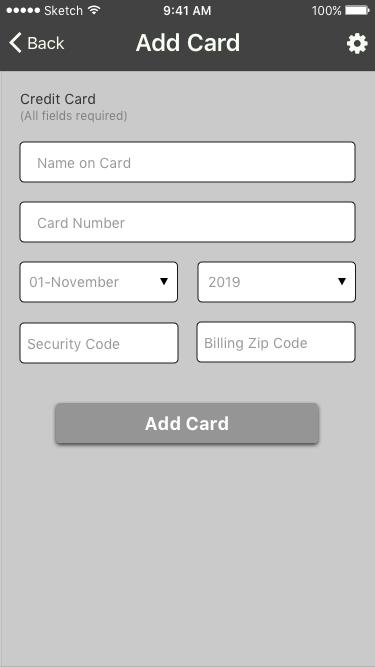 Sketch 9:41 AM 100%
Back Add Card
Credit Card
(All fields required)
Name on Card
Card Number
01-November 2019
Security Code Billing Zip Code
Add Card